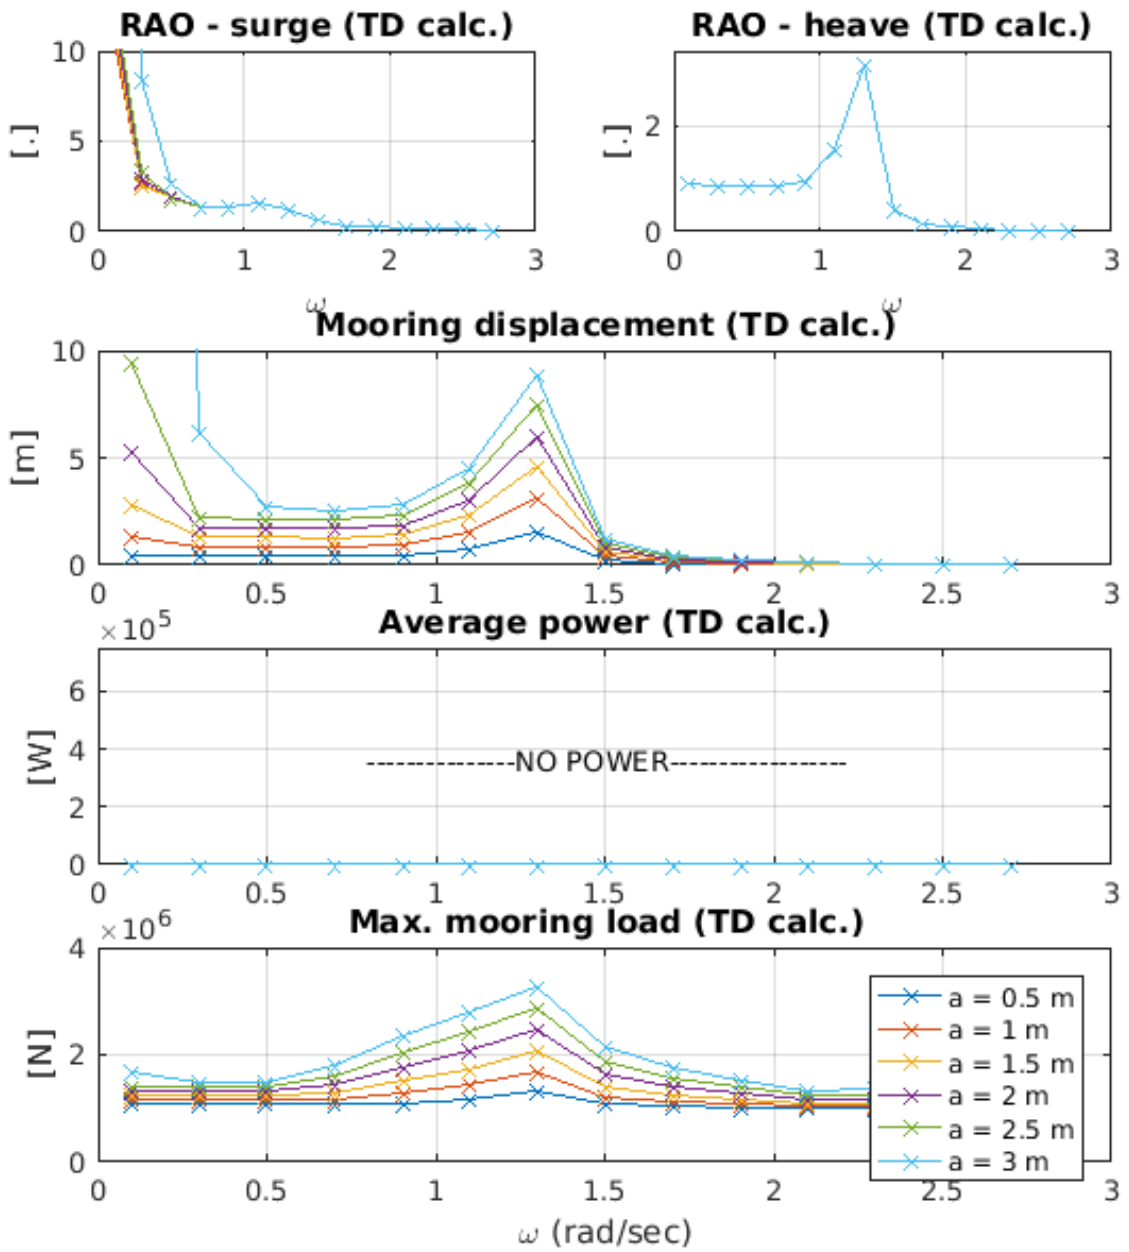 RAO - surge (TD calc.)
10
5
0
[.]
0 1 2 3
ω
RAO - heave (TD calc.)
2
0
[.]
0 1 2 3
ω
Mooring displacement (TD calc.)
10
5
0
[m]
0 0.5 1 1.5 2 2.5 3
×10^5
Average power (TD calc.)
6
4
2
0
[W]
--------------NO POWER-----------------
0 0.5 1 1.5 2 2.5 3
×10^6
Max. mooring load (TD calc.)
4
2
0
[N]
a = 0.5 m
a = 1 m
a = 1.5 m
a = 2 m
a = 2.5 m
a = 3 m
0 0.5 1 1.5 2 2.5 3
ω (rad/sec)